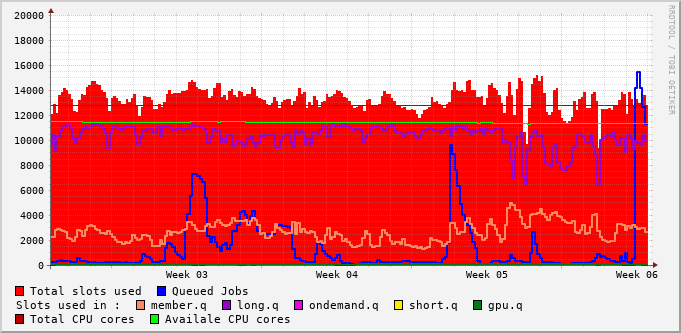 RRDTOOL / TOBI OETIKER
20000
18000
16000
14000
12000
10000
8000
6000
4000
2000
0
Week 03 Week 04 Week 05 Week 06
Total slots used Queued Jobs
Slots used in : member.q long.q ondemand.q short.q gpu.q
Total CPU cores Availale CPU cores